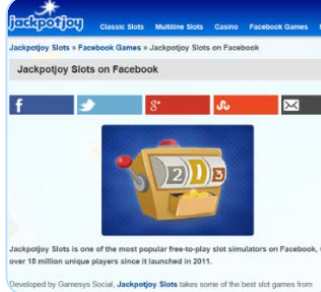 jackpotjoy
Classic Slots Multiline Slots Casino Facebook Games
Jackpotjoy Slots » Facebook Games » Jackpotjoy Slots on Facebook
Jackpotjoy Slots on Facebook
f g+ su
2 1 3
Jackpotjoy Slots is one of the most popular free-to-play slot simulators on Facebook,
over 18 million unique players since it launched in 2011.
Developed by Gamesys Social, Jackpotjoy Slots takes some of the best slot games from